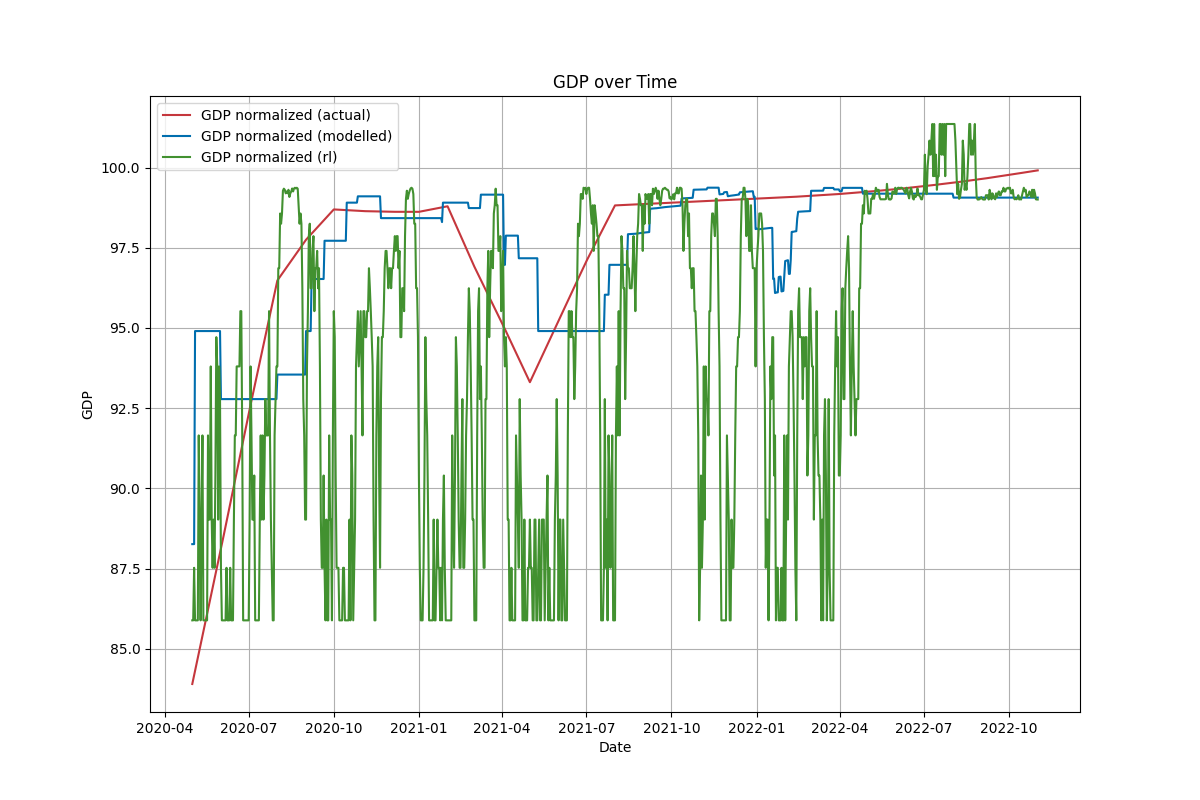 GDP over Time
GDP normalized (actual)
GDP normalized (modelled)
GDP normalized (rl)
100.0
97.5
95.0
92.5
90.0
87.5
85.0
GDP
2020-04 2020-07 2020-10 2021-01 2021-04 2021-07 2021-10 2022-01 2022-04 2022-07 2022-10
Date